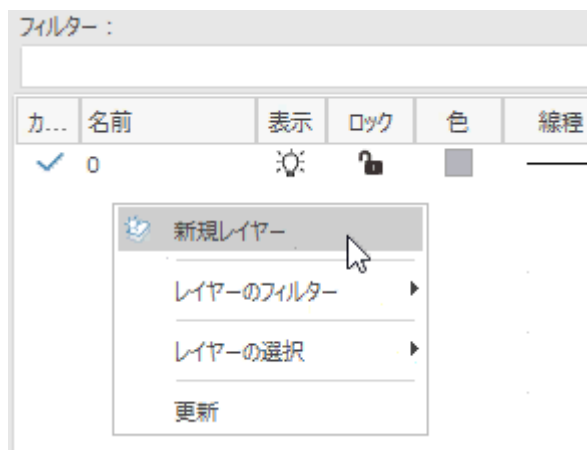 フィルター：
カ... 名前 表示 ロック 色 線種
0
新規レイヤー
レイヤーのフィルター
レイヤーの選択
更新